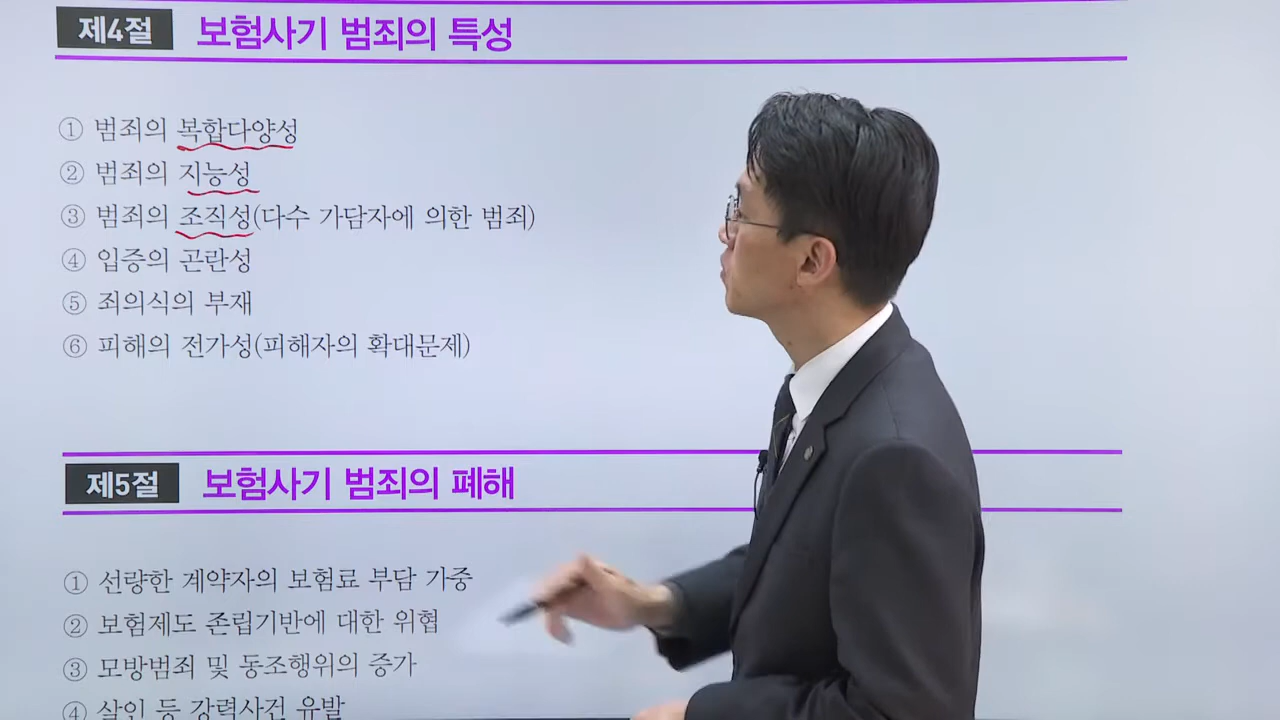 제4절 보험사기 범죄의 특성
① 범죄의 복합다양성
② 범죄의 지능성
③ 범죄의 조직성(다수 가담자에 의한 범죄)
④ 입증의 곤란성
⑤ 죄의식의 부재
⑥ 피해의 전가성(피해자의 확대문제)
제5절 보험사기 범죄의 폐해
① 선량한 계약자의 보험료 부담 가중
② 보험제도 존립기반에 대한 위협
③ 모방범죄 및 동조행위의 증가
④ 살인 등 강력사건 유발